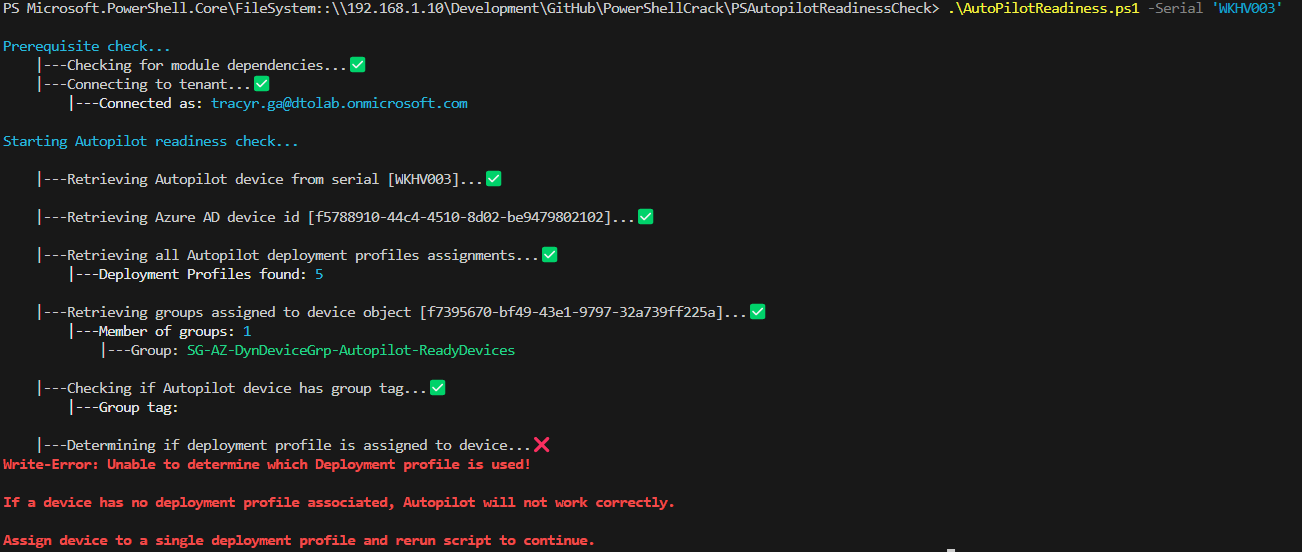 PS Microsoft.PowerShell.Core\FileSystem::\\192.168.1.10\Development\GitHub\PowerShellCrack\PSAutopilotReadinessCheck> .\AutoPilotReadiness.ps1 -Serial 'WKHV003'
Prerequisite check...
|---Checking for module dependencies...✅
|---Connecting to tenant...✅
|---Connected as: tracyr.ga@dtolab.onmicrosoft.com
Starting Autopilot readiness check...
|---Retrieving Autopilot device from serial [WKHV003]...✅
|---Retrieving Azure AD device id [f5788910-44c4-4510-8d02-be9479802102]...✅
|---Retrieving all Autopilot deployment profiles assignments...✅
|---Deployment Profiles found: 5
|---Retrieving groups assigned to device object [f7395670-bf49-43e1-9797-32a739ff225a]...✅
|---Member of groups: 1
|---Group: SG-AZ-DynDeviceGrp-Autopilot-ReadyDevices
|---Checking if Autopilot device has group tag...✅
|---Group tag:
|---Determining if deployment profile is assigned to device...❌
Write-Error: Unable to determine which Deployment profile is used!
If a device has no deployment profile associated, Autopilot will not work correctly.
Assign device to a single deployment profile and rerun script to continue.